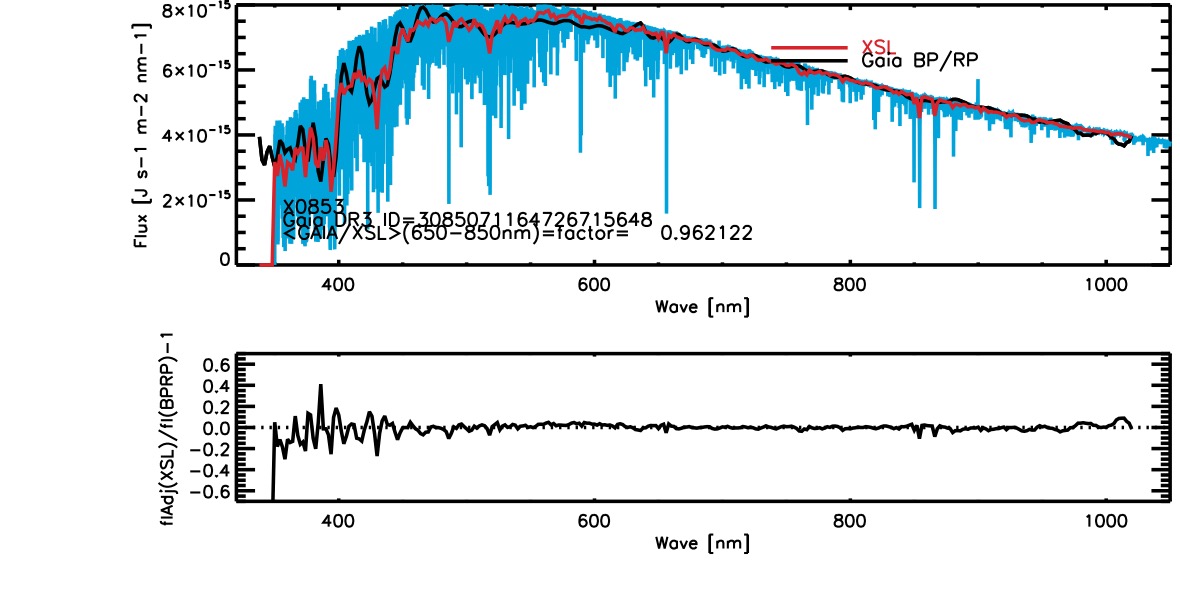 8×10−15
6×10−15
4×10−15
2×10−15
0
Flux [J s−1 m−2 nm−1]
XSL
Gaia BP/RP
X0853
Gaia DR3 ID=3085071164726715648
<GAIA/XSL>(650−850nm)=factor= 0.962122
400 600 800 1000
Wave [nm]
flAdj(XSL)/fl(BPRP)−1
0.6
0.4
0.2
0.0
−0.2
−0.4
−0.6
400 600 800 1000
Wave [nm]